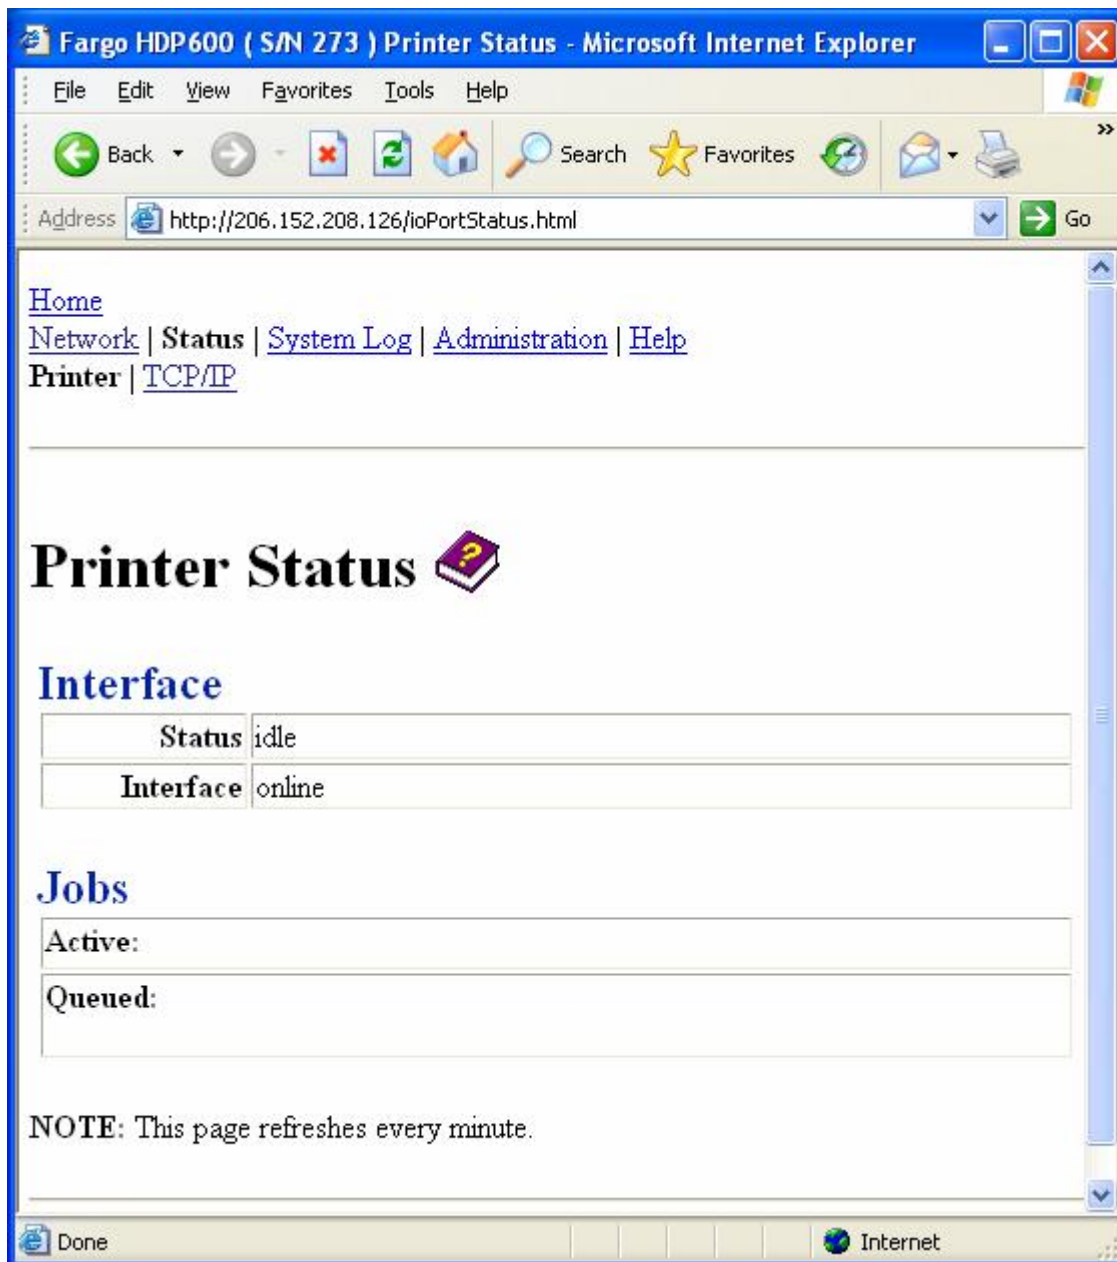 Fargo HDP600 ( S/N 273 ) Printer Status - Microsoft Internet Explorer
File Edit View Favorites Tools Help
Back Search Favorites »
Address http://206.152.208.126/ioPortStatus.html Go
Home
Network | Status | System Log | Administration | Help
Printer | TCP/IP
Printer Status ?
Interface
Status idle
Interface online
Jobs
Active:
Queued:
NOTE: This page refreshes every minute.
Done Internet